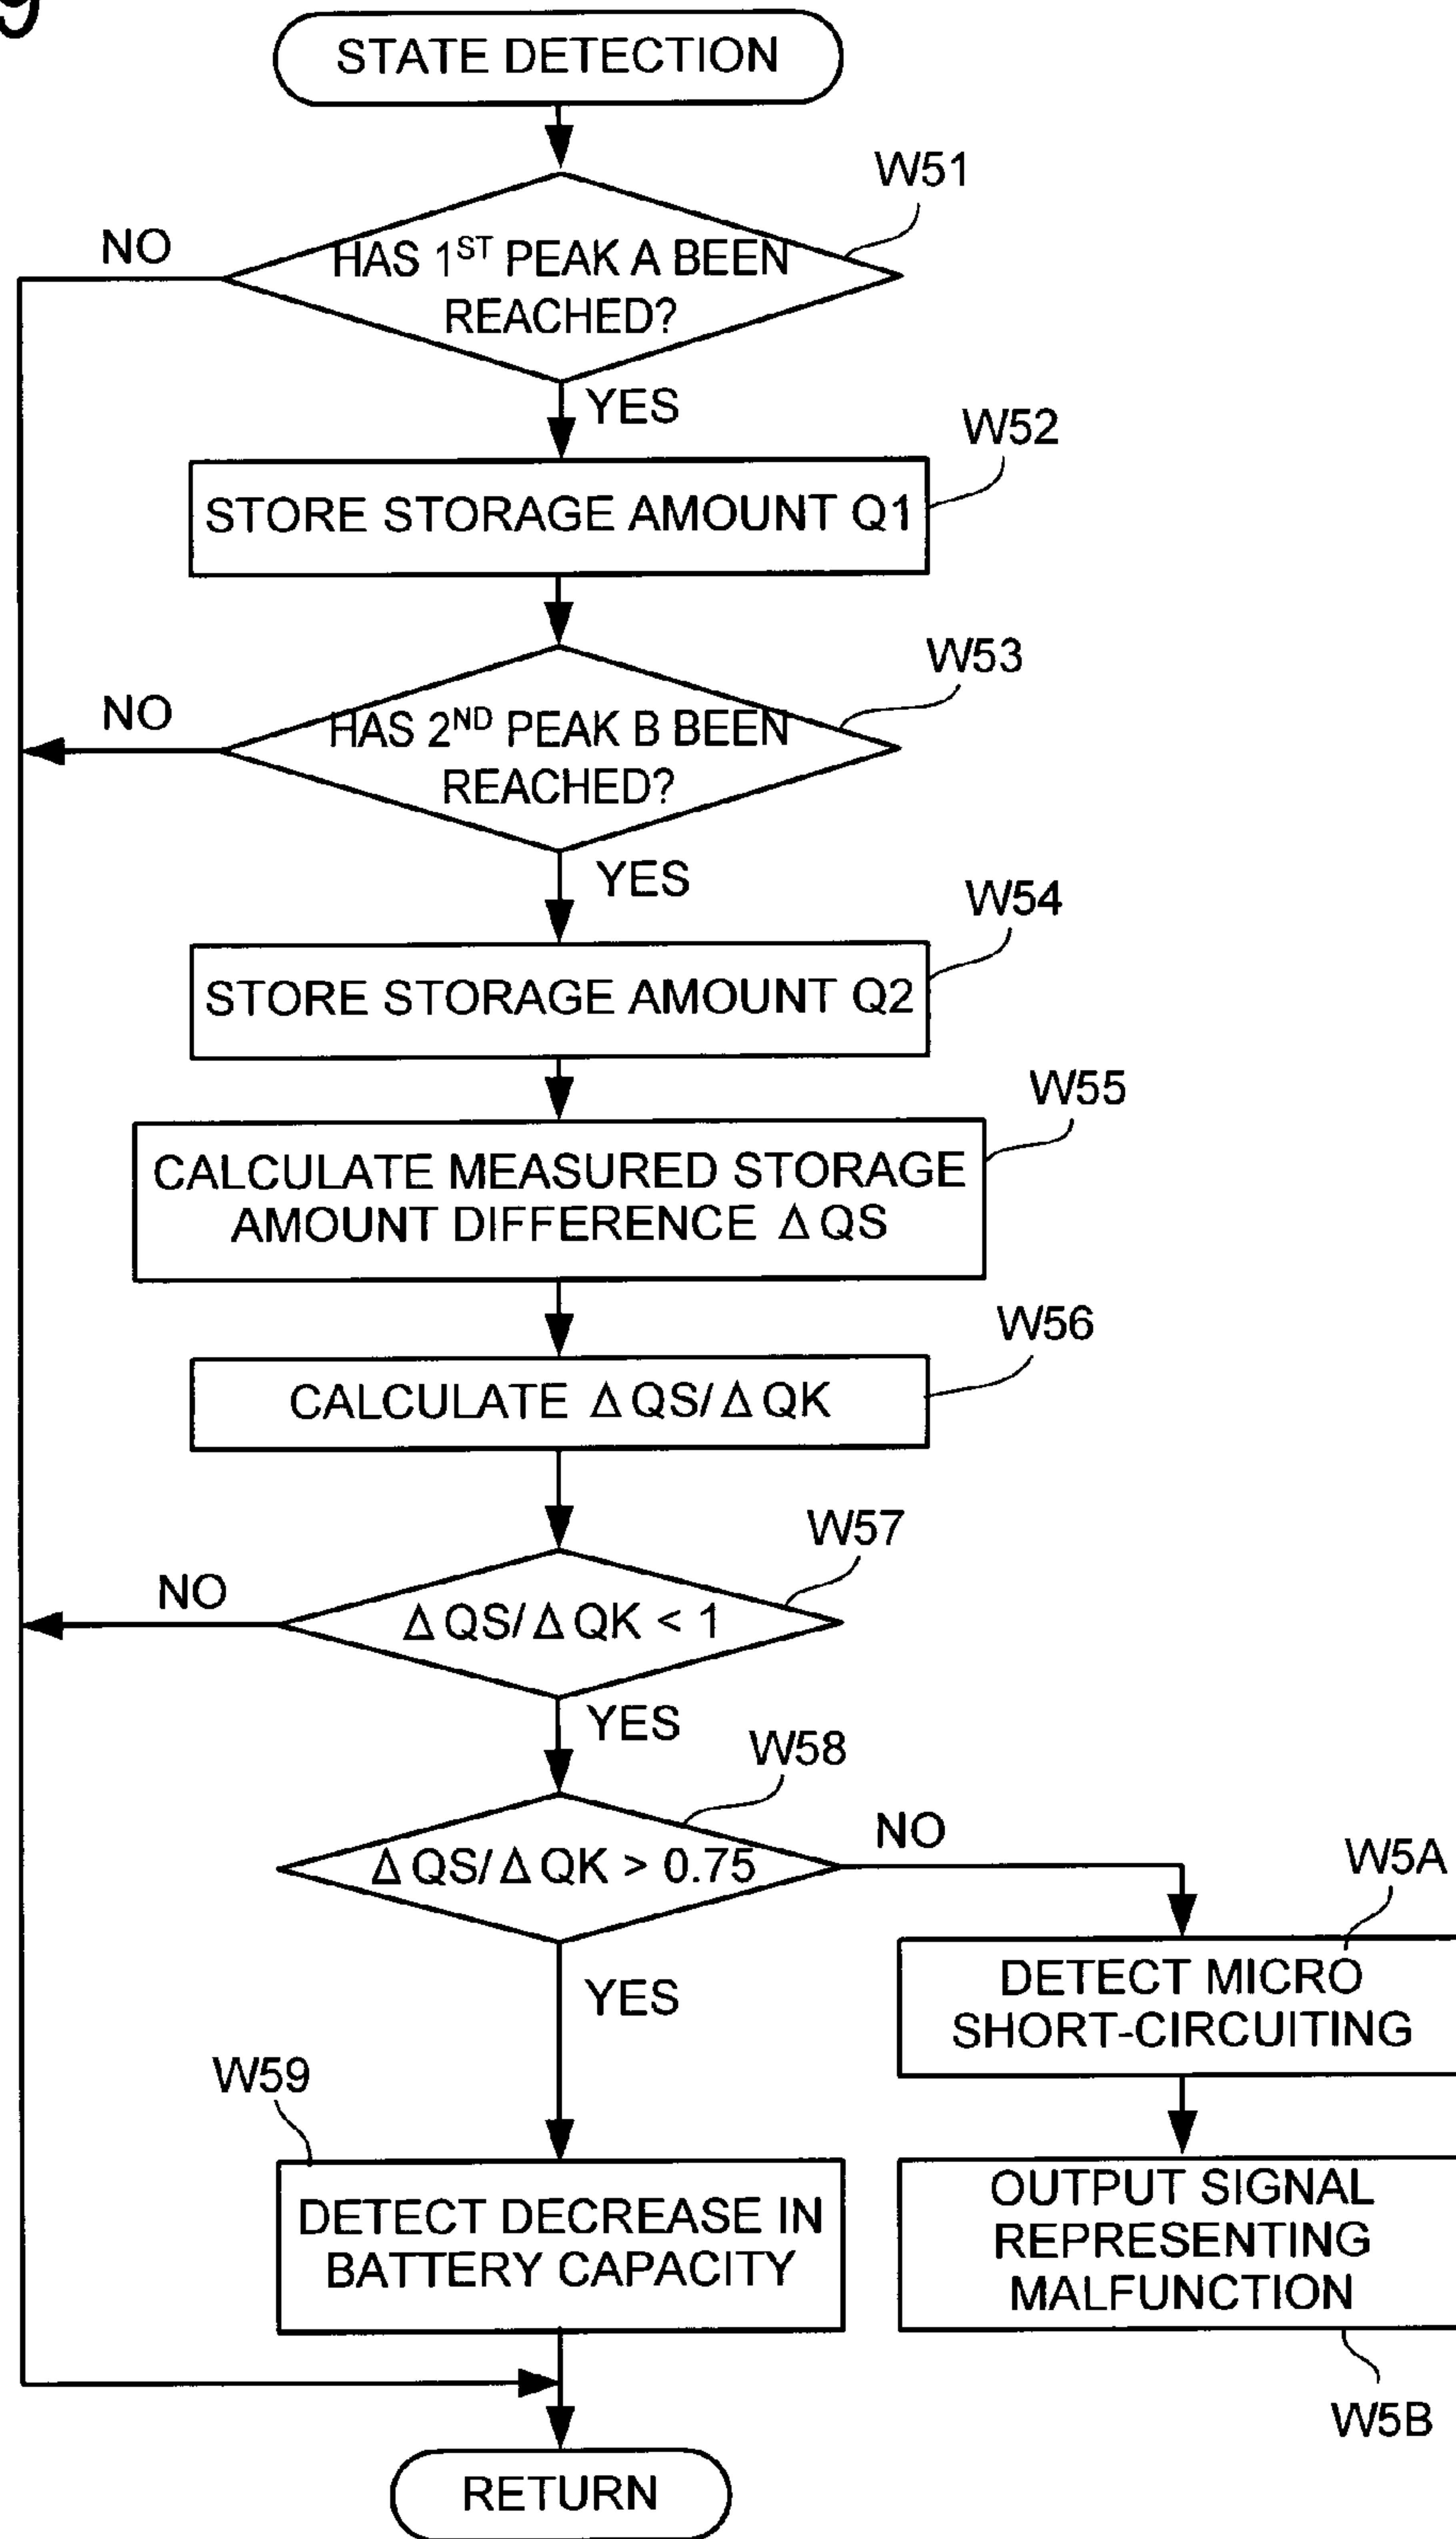 9
STATE DETECTION
W51
NO
HAS 1ST PEAK A BEEN
REACHED?
YES
W52
STORE STORAGE AMOUNT Q1
W53
NO
HAS 2ND PEAK B BEEN
REACHED?
YES
W54
STORE STORAGE AMOUNT Q2
W55
CALCULATE MEASURED STORAGE
AMOUNT DIFFERENCE ΔQS
W56
CALCULATE ΔQS/ΔQK
W57
NO
ΔQS/ΔQK < 1
YES
W58
NO
ΔQS/ΔQK > 0.75
W5A
YES
DETECT MICRO
SHORT-CIRCUITING
W59
DETECT DECREASE IN
BATTERY CAPACITY
OUTPUT SIGNAL
REPRESENTING
MALFUNCTION
W5B
RETURN